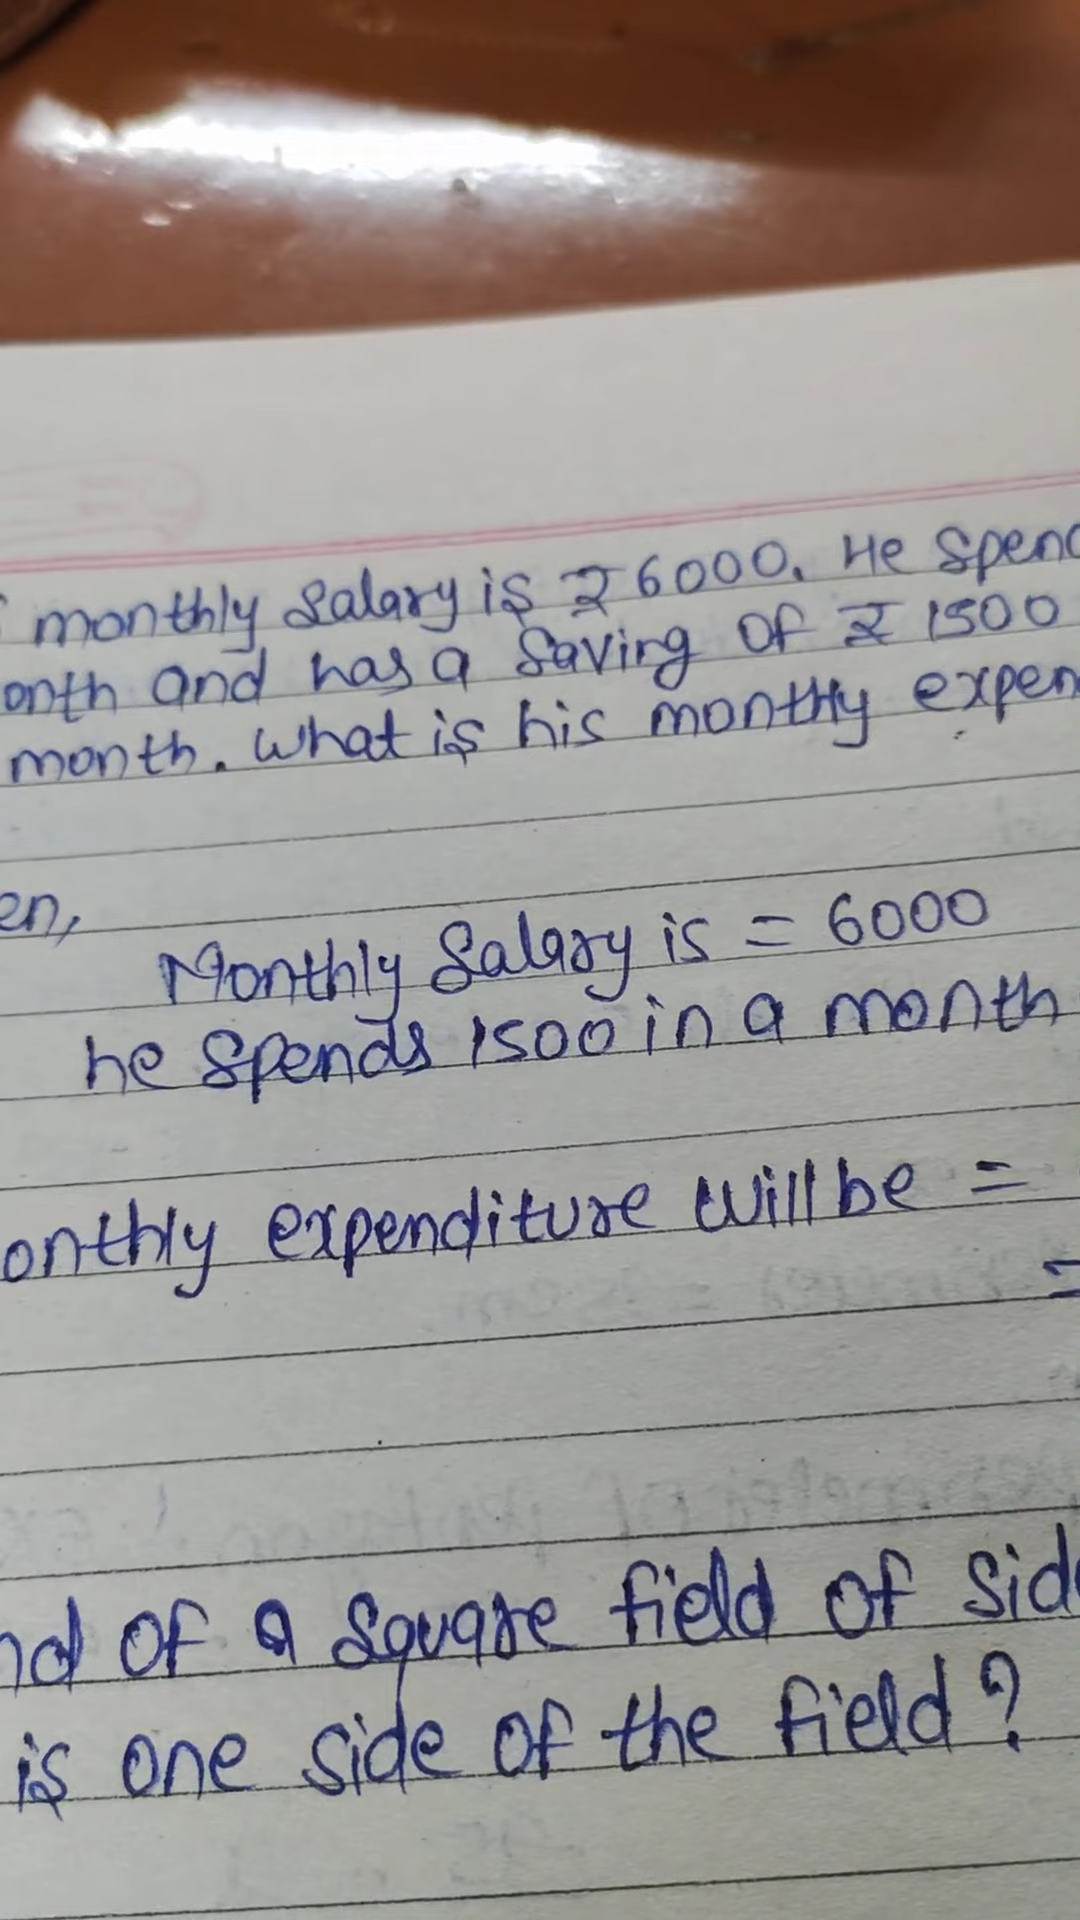 monthly Salary is ₹ 6000. He Spend
onth and has a Saving of ₹ 1500
month. What is his monthly expen
en,
Monthly Salary is = 6000
he Spends 1500 in a month
onthly expenditure will be =
=
nd of a Square field of Sid
is one side of the field?